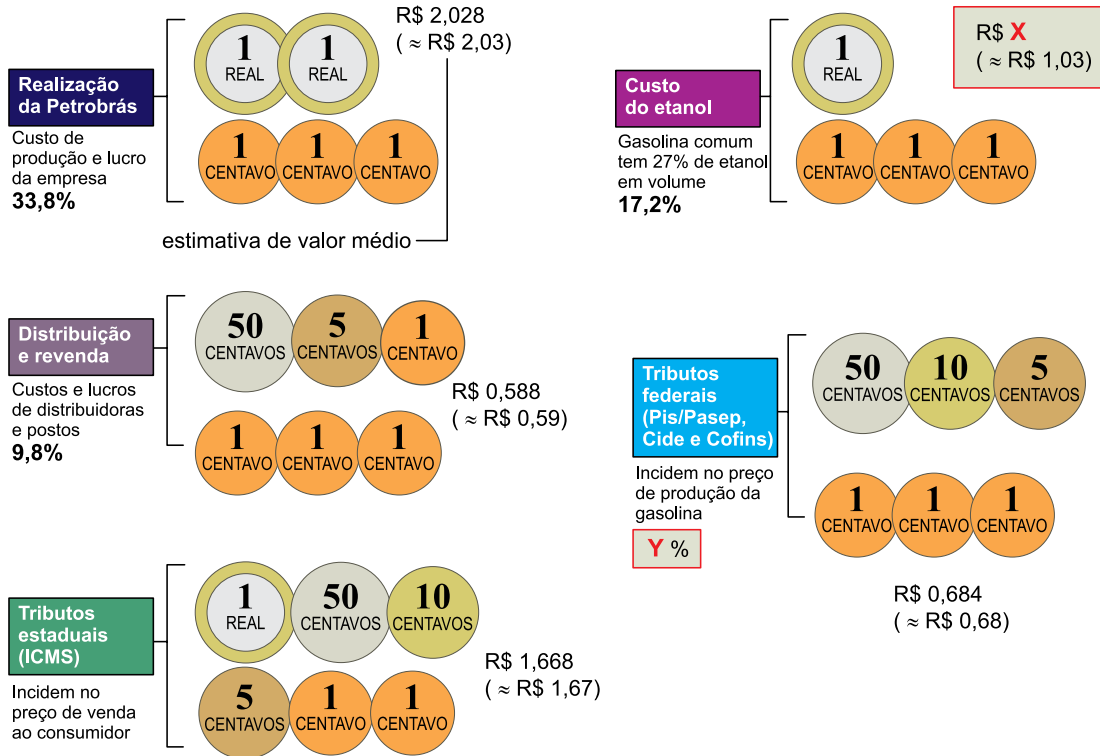 Realização
da Petrobrás
Custo de
produção e lucro
da empresa
33,8%
1
REAL
1
REAL
1
CENTAVO
1
CENTAVO
1
CENTAVO
R$ 2,028
( ≈ R$ 2,03)
estimativa de valor médio
Custo
do etanol
Gasolina comum
tem 27% de etanol
em volume
17,2%
1
REAL
1
CENTAVO
1
CENTAVO
1
CENTAVO
R$ X
( ≈ R$ 1,03)
Distribuição
e revenda
Custos e lucros
de distribuidoras
e postos
9,8%
50
CENTAVOS
5
CENTAVOS
1
CENTAVO
1
CENTAVO
1
CENTAVO
1
CENTAVO
R$ 0,588
( ≈ R$ 0,59)
Tributos
federais
(Pis/Pasep,
Cide e Cofins)
Incidem no preço
de produção da
gasolina
Y %
50
CENTAVOS
10
CENTAVOS
5
CENTAVOS
1
CENTAVO
1
CENTAVO
1
CENTAVO
R$ 0,684
( ≈ R$ 0,68)
Tributos
estaduais
(ICMS)
Incidem no
preço de venda
ao consumidor
1
REAL
50
CENTAVOS
10
CENTAVOS
5
CENTAVOS
1
CENTAVO
1
CENTAVO
R$ 1,668
( ≈ R$ 1,67)